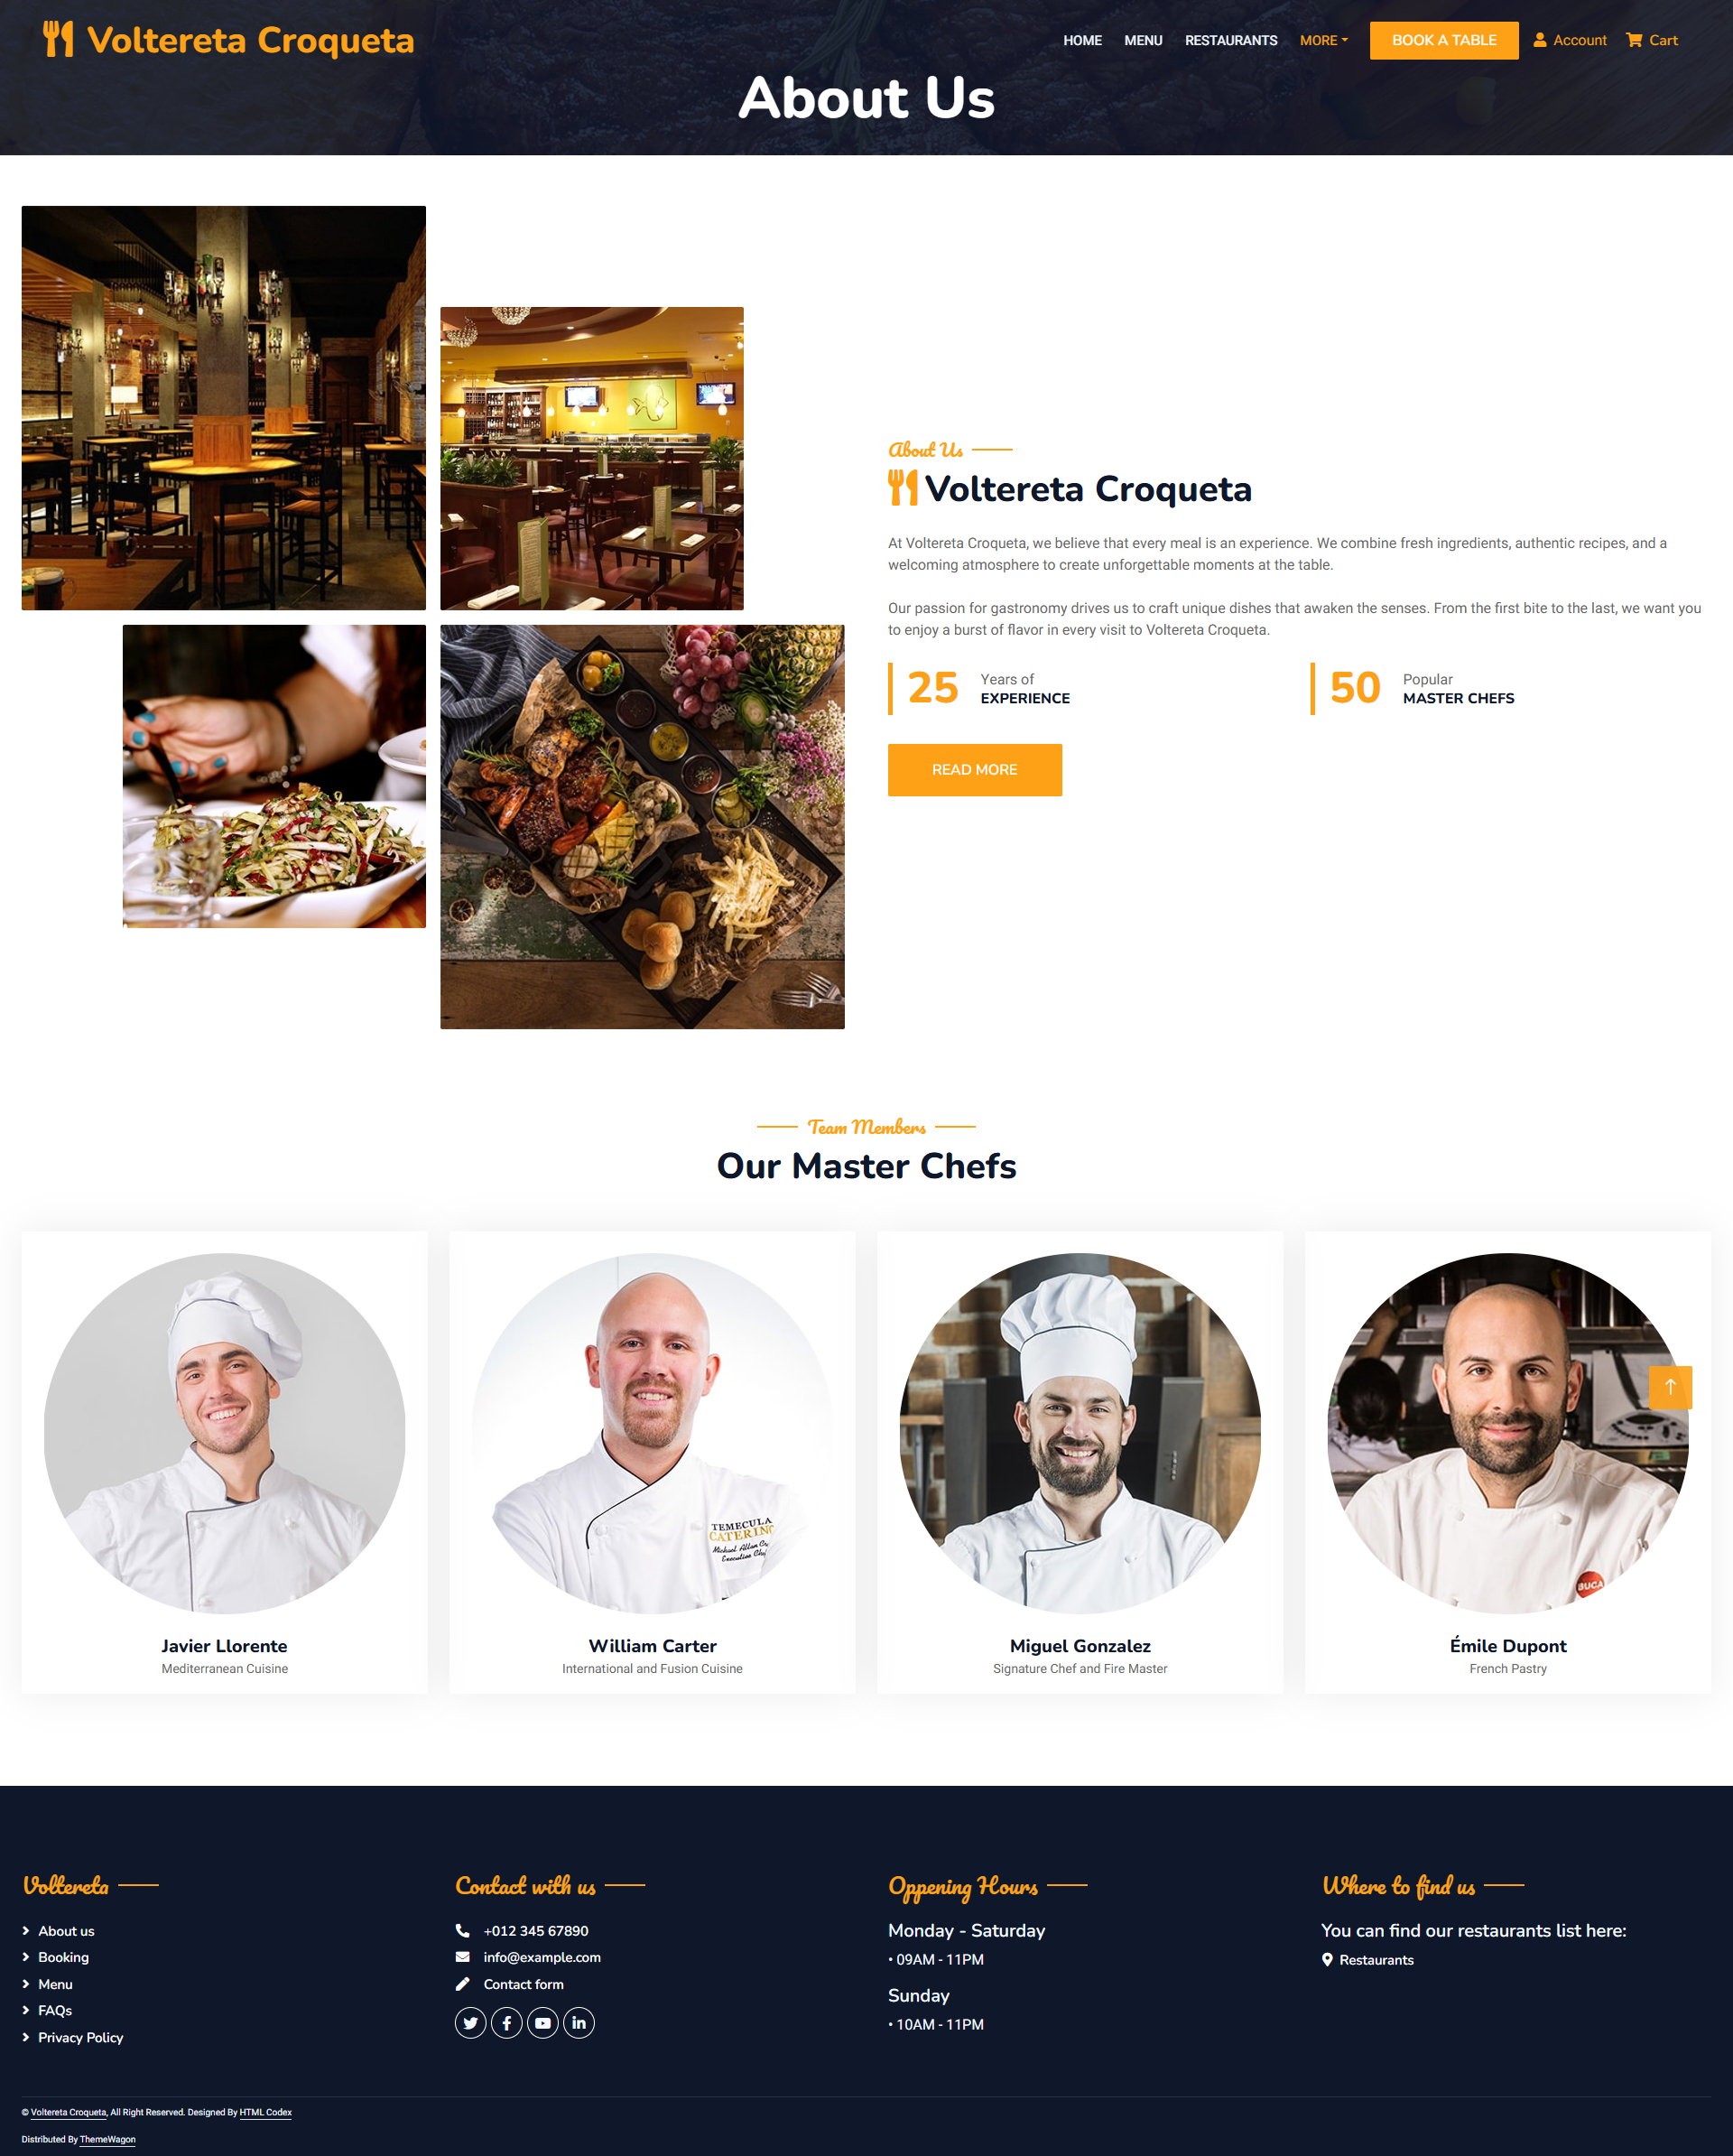 Voltereta Croqueta
HOME
MENU
RESTAURANTS
MORE
BOOK A TABLE
Account
Cart
About Us
About Us
Voltereta Croqueta
At Voltereta Croqueta, we believe that every meal is an experience. We combine fresh ingredients, authentic recipes, and a
welcoming atmosphere to create unforgettable moments at the table.
Our passion for gastronomy drives us to craft unique dishes that awaken the senses. From the first bite to the last, we want you
to enjoy a burst of flavor in every visit to Voltereta Croqueta.
25
Years of
EXPERIENCE
50
Popular
MASTER CHEFS
READ MORE
Team Members
Our Master Chefs
TEMECULA
CATERING
Executive Chef
BUCA
Javier Llorente
Mediterranean Cuisine
William Carter
International and Fusion Cuisine
Miguel Gonzalez
Signature Chef and Fire Master
Émile Dupont
French Pastry
Voltereta
About us
Booking
Menu
FAQs
Privacy Policy
Contact with us
+012 345 67890
info@example.com
Contact form
Oppening Hours
Monday - Saturday
• 09AM - 11PM
Sunday
• 10AM - 11PM
Where to find us
You can find our restaurants list here:
Restaurants
© Voltereta Croqueta, All Right Reserved. Designed By HTML Codex
Distributed By ThemeWagon